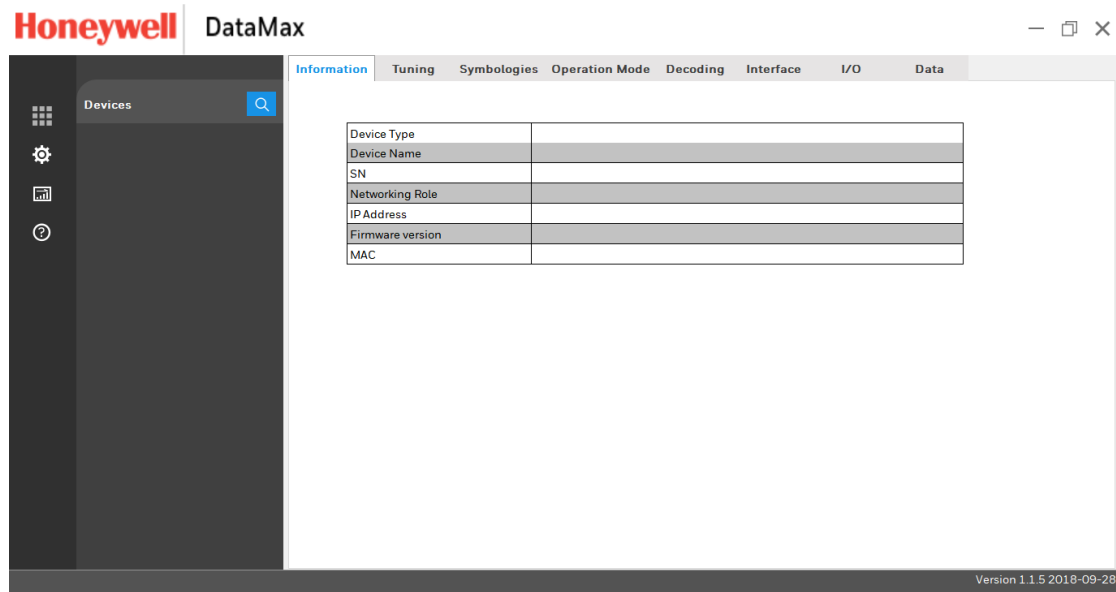 Honeywell DataMax
Information Tuning Symbologies Operation Mode Decoding Interface I/O Data
Devices
Device Type
Device Name
SN
Networking Role
IP Address
Firmware version
MAC
Version 1.1.5 2018-09-28